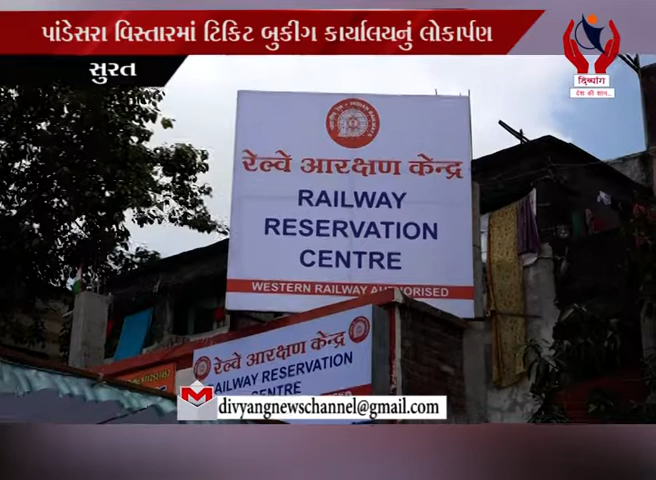 પાંડેસરા વિસ્તારમાં ટિકિટ બુકીંગ કાર્યાલયનું લોકાર્પણ
સુરત
दिव्यांग
देश की शान..
रेल्वे आरक्षण केन्द्र
RAILWAY
RESERVATION
CENTRE
WESTERN RAILWAY AUTHORISED
रेल्वे आरक्षण केन्द्र
RAILWAY RESERVATION
CENTRE
divyangnewschannel@gmail.com